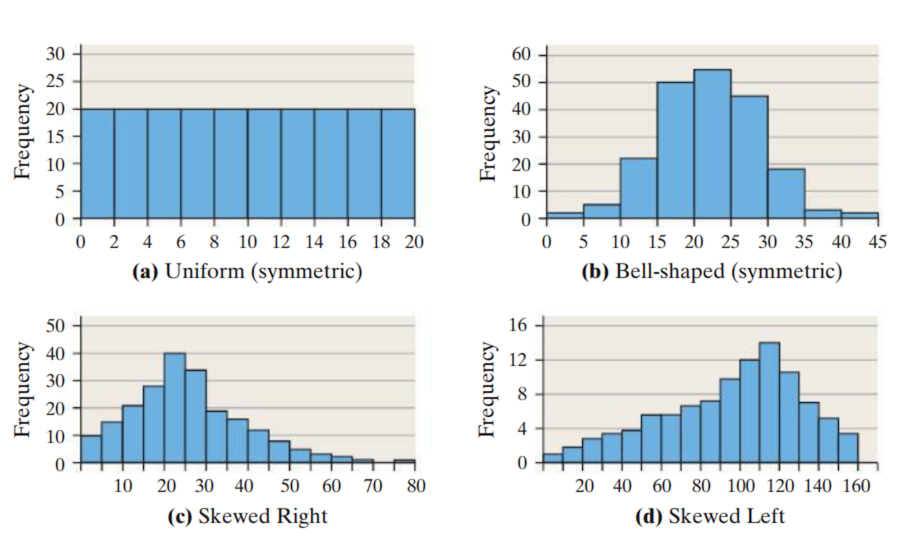 Frequency
30
25
20
15
10
5
0
0 2 4 6 8 10 12 14 16 18 20
(a) Uniform (symmetric)
Frequency
60
50
40
30
20
10
0
0 5 10 15 20 25 30 35 40 45
(b) Bell-shaped (symmetric)
Frequency
50
40
30
20
10
0
10 20 30 40 50 60 70 80
(c) Skewed Right
Frequency
16
12
8
4
0
20 40 60 80 100 120 140 160
(d) Skewed Left